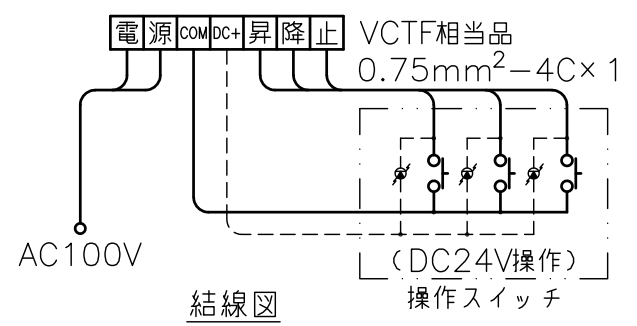 電源COMDC+昇降止
VCTF相当品
0.75mm²-4C×1
AC100V
(DC24V操作)
操作スイッチ
結線図